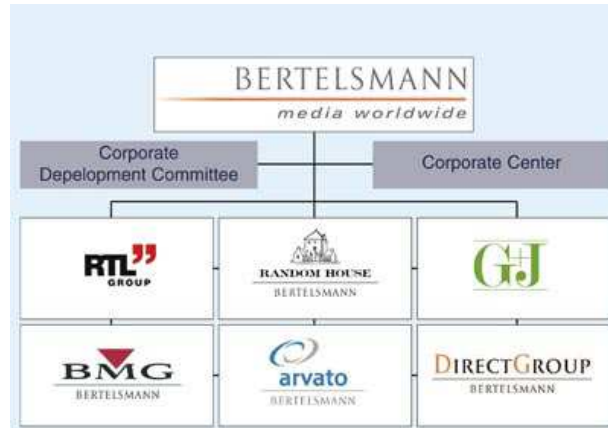 BERTELSMANN
media worldwide
Corporate
Depelopment Committee
Corporate Center
RTL
GROUP
RANDOM HOUSE
BERTELSMANN
G+J
BMG
BERTELSMANN
arvato
BERTELSMANN
DIRECTGROUP
BERTELSMANN